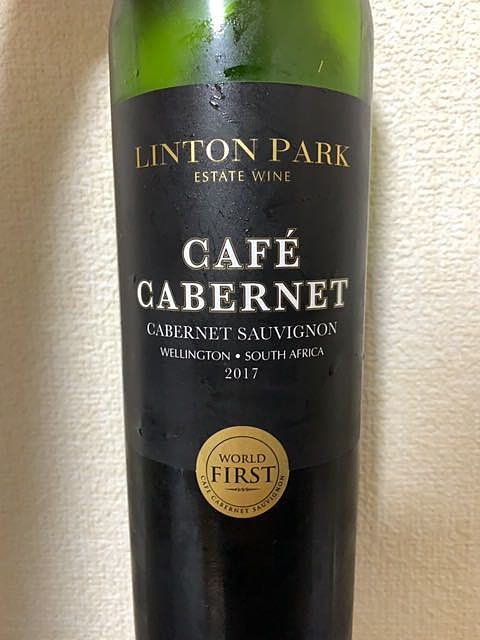 LINTON PARK
ESTATE WINE
CAFÉ
CABERNET
CABERNET SAUVIGNON
WELLINGTON • SOUTH AFRICA
2017
WORLD
FIRST
CAFÉ CABERNET SAUVIGNON